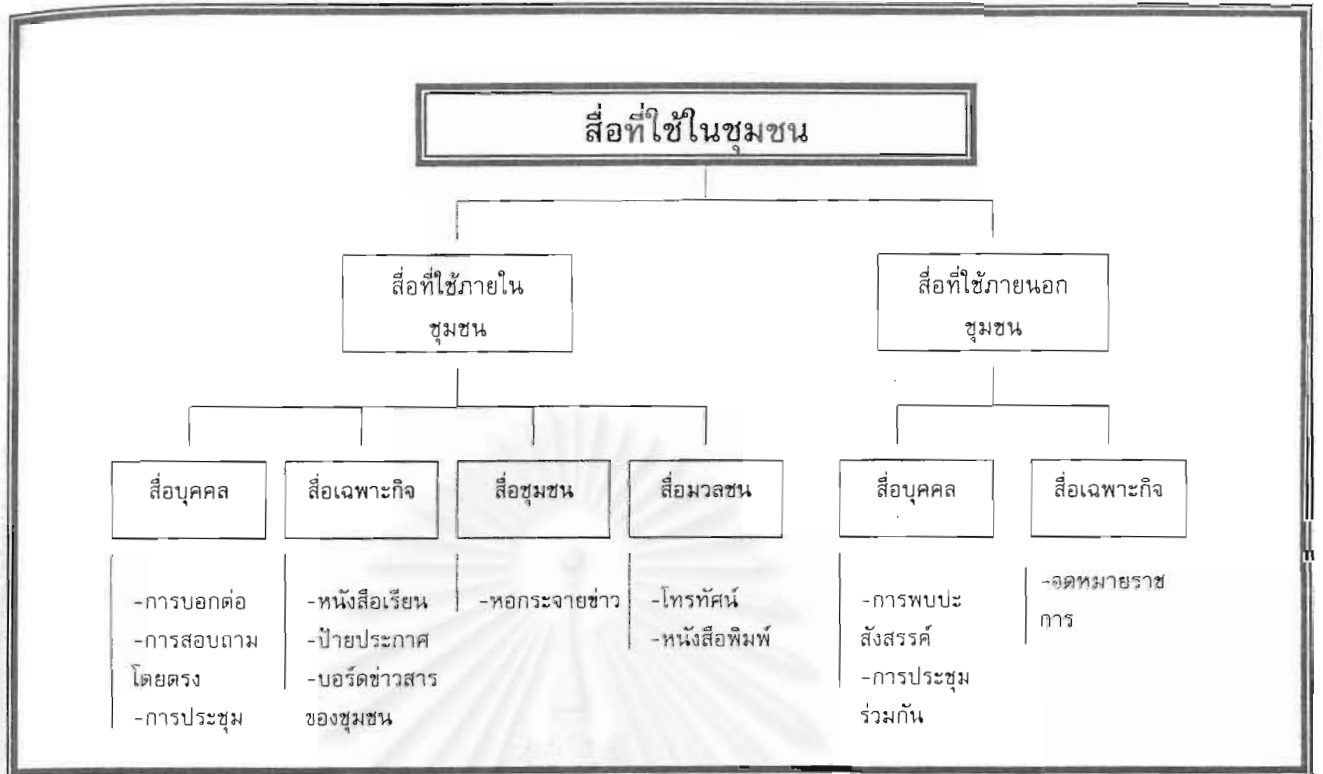 สื่อที่ใช้ในชุมชน
สื่อที่ใช้ภายใน
ชุมชน
สื่อที่ใช้ภายนอก
ชุมชน
สื่อบุคคล
สื่อเฉพาะกิจ
สื่อชุมชน
สื่อมวลชน
สื่อบุคคล
สื่อเฉพาะกิจ
-การบอกต่อ
-การสอบถาม
โดยตรง
-การประชุม
-หนังสือเรียน
-ป้ายประกาศ
-บอร์ดข่าวสาร
ของชุมชน
-หอกระจายข่าว
-โทรทัศน์
-หนังสือพิมพ์
-การพบปะ
สังสรรค์
-การประชุม
ร่วมกัน
-จดหมายราช
การ